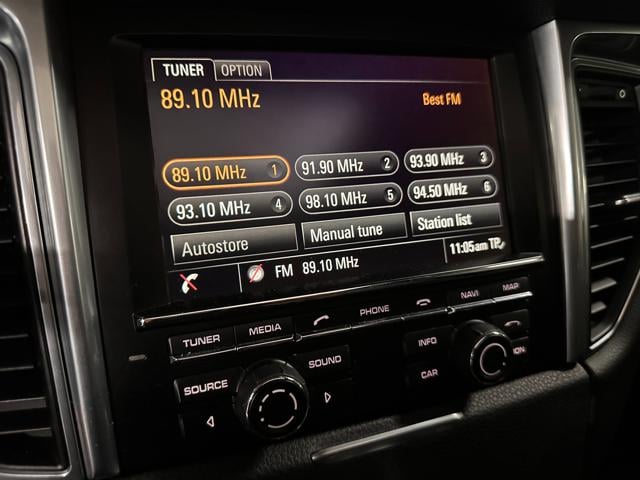 TUNER OPTION
89.10 MHz Best FM
89.10 MHz 1 91.90 MHz 2 93.90 MHz 3
93.10 MHz 4 98.10 MHz 5 94.50 MHz 6
Autostore Manual tune Station list
FM 89.10 MHz 11:05am TP
TUNER MEDIA PHONE NAVI MAP
SOURCE SOUND INFO
CAR